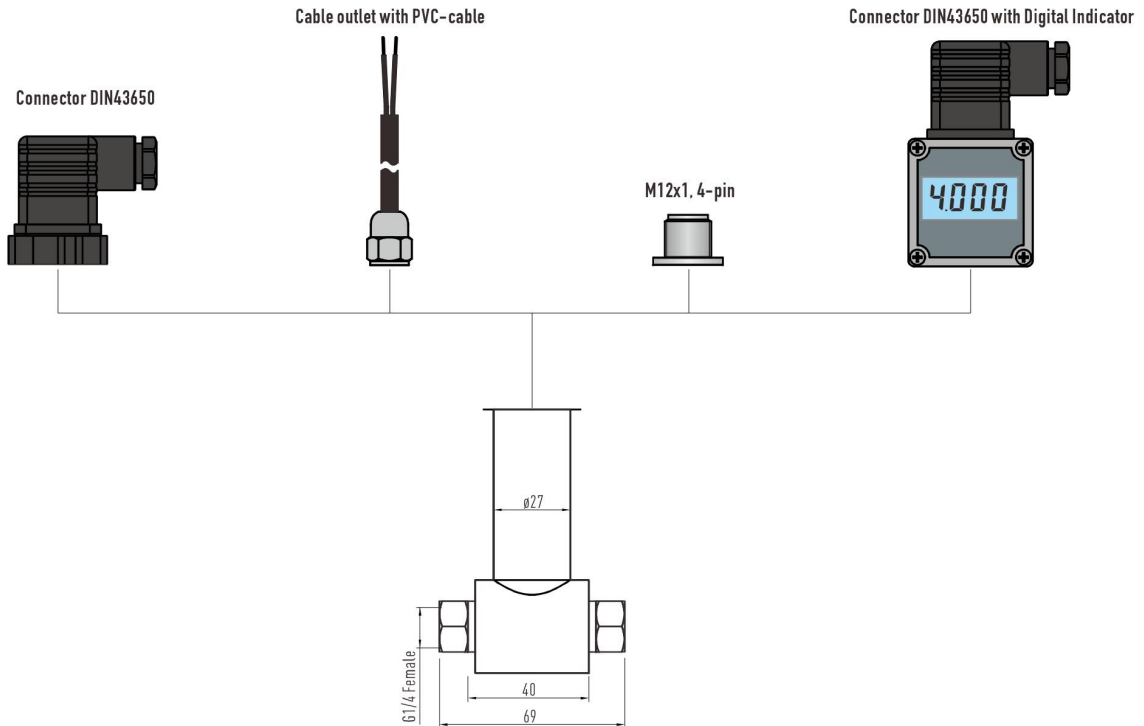 Cable outlet with PVC-cable
Connector DIN43650 with Digital Indicator
Connector DIN43650
M12x1, 4-pin
4.000
ø27
G1/4 Female
40
69